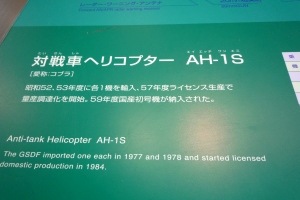 対戦車ヘリコプター AH-1S
[愛称：コブラ]
昭和52、53年度に各1機を輸入、57年度ライセンス生産で
量産調達化を開始。59年度国産初号機が納入された。
Anti-tank Helicopter AH-1S
The GSDF imported one each in 1977 and 1978 and started licensed
domestic production in 1984.